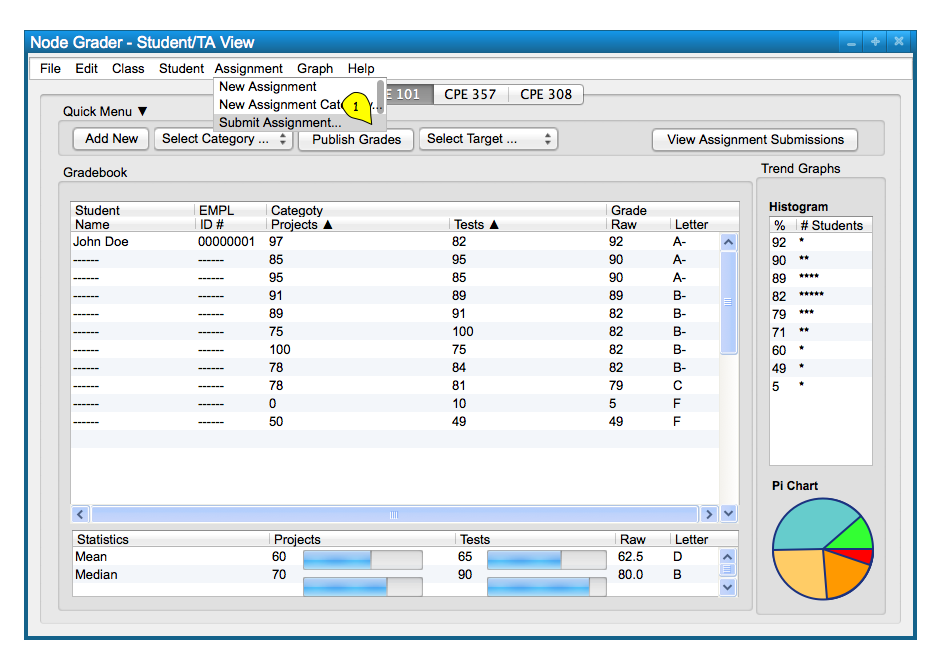 Node Grader - Student/TA View
File Edit Class Student Assignment Graph Help
New Assignment
New Assignment Cat ...
Submit Assignment...
1
E 101 CPE 357 CPE 308
Quick Menu ▼
Add New Select Category ... Publish Grades Select Target ... View Assignment Submissions
Gradebook
Student Name EMPL ID # Categoty Projects ▲ Tests ▲ Grade Raw Letter
John Doe 00000001 97 82 92 A-
------ ------ 85 95 90 A-
------ ------ 95 85 90 A-
------ ------ 91 89 89 B-
------ ------ 89 91 82 B-
------ ------ 75 100 82 B-
------ ------ 100 75 82 B-
------ ------ 78 84 82 B-
------ ------ 78 81 79 C
------ ------ 0 10 5 F
------ ------ 50 49 49 F
Statistics Projects Tests Raw Letter
Mean 60 65 62.5 D
Median 70 90 80.0 B
Trend Graphs
Histogram
% # Students
92 *
90 **
89 ****
82 *****
79 ***
71 **
60 *
49 *
5 *
Pi Chart